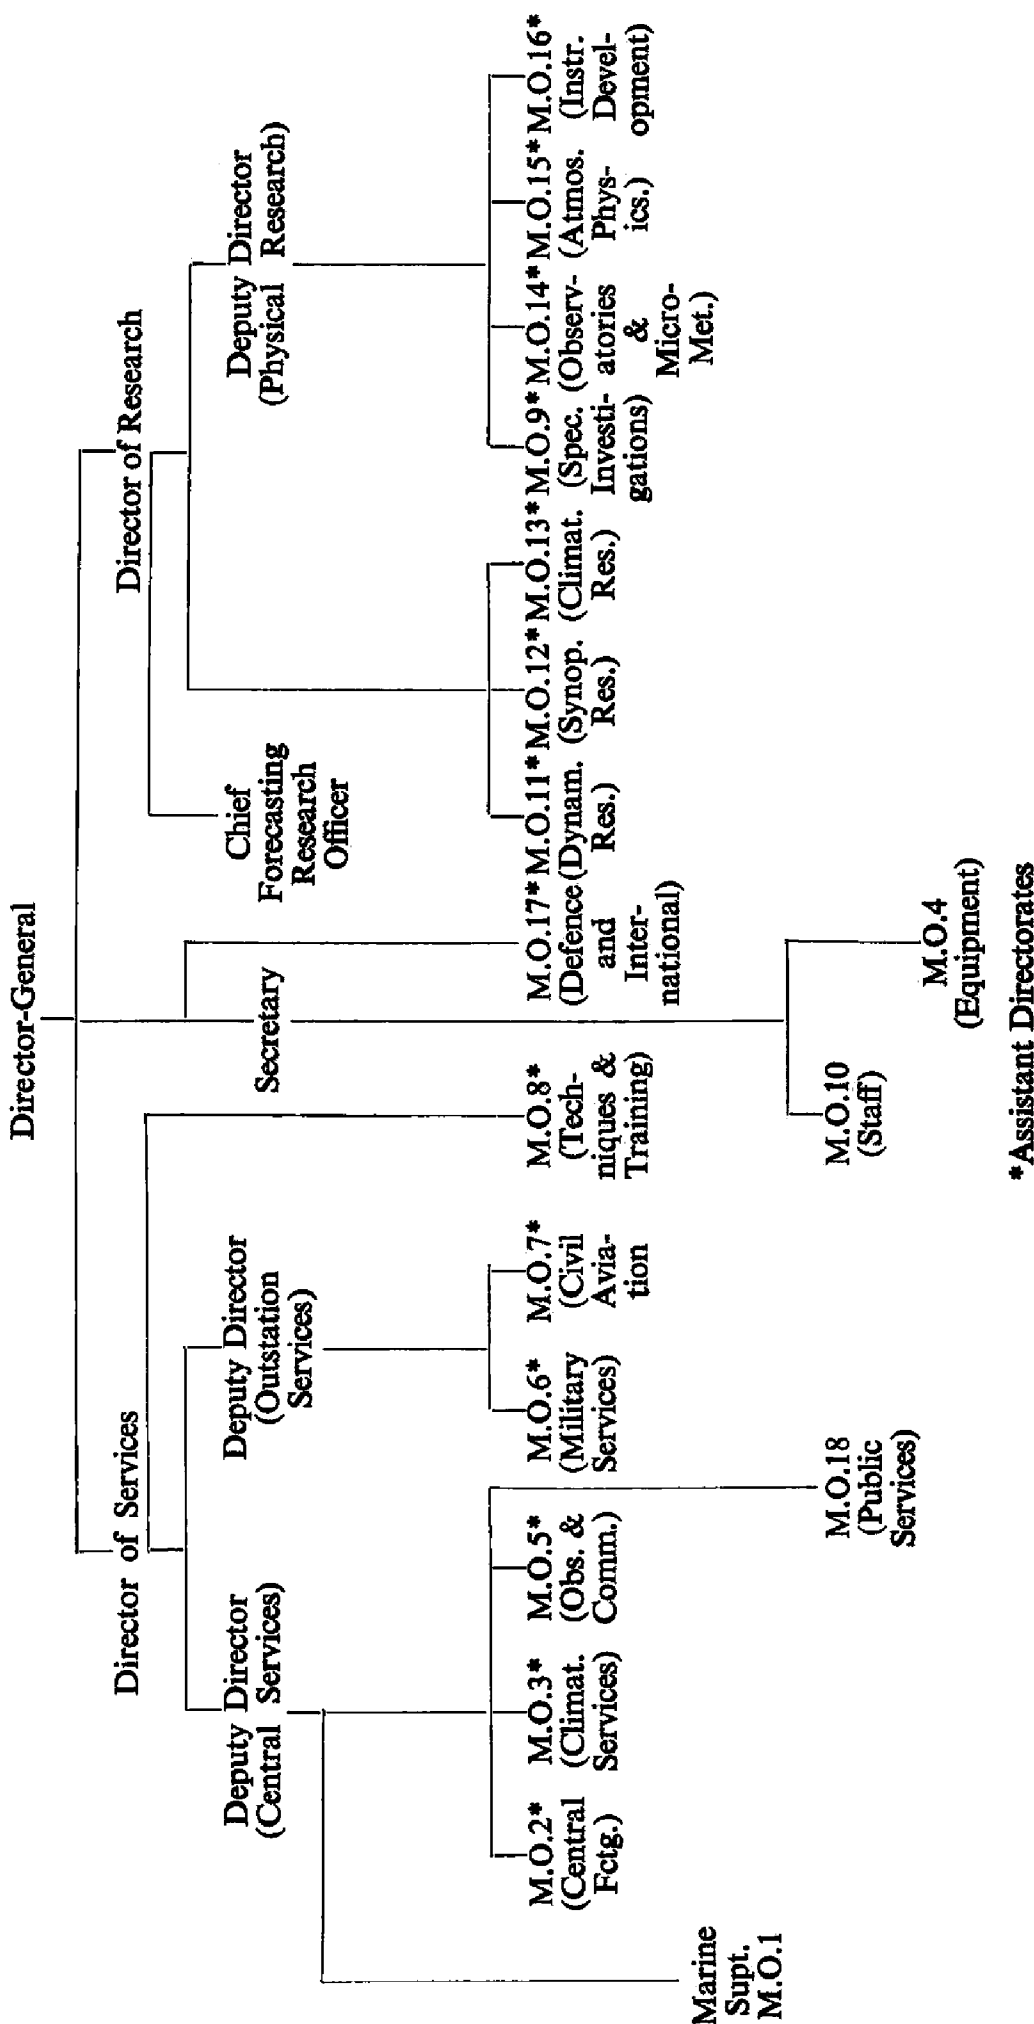 Director-General
Director of Services
Secretary
Director of Research
Deputy Director
(Central Services)
Deputy Director
(Outstation
Services)
Chief
Forecasting
Research
Officer
Deputy Director
(Physical Research)
Marine
Supt.
M.O.1
M.O.2*
(Central
Fctg.)
M.O.3*
(Climat.
Services)
M.O.5*
(Obs. &
Comm.)
M.O.18
(Public
Services)
M.O.6*
(Military
Services)
M.O.7*
(Civil
Avia-
tion
M.O.8*
(Tech-
niques &
Training)
M.O.17*
(Defence
and
Inter-
national)
M.O.11*
(Dynam.
Res.)
M.O.12*
(Synop.
Res.)
M.O.13*
(Climat.
Res.)
M.O.9*
(Spec.
Investi-
gations)
M.O.14*
(Observ-
atories
&
Micro-
Met.)
M.O.15*
(Atmos.
Phys-
ics.)
M.O.16*
(Instr.
Devel-
opment)
M.O.10
(Staff)
M.O.4
(Equipment)
*Assistant Directorates